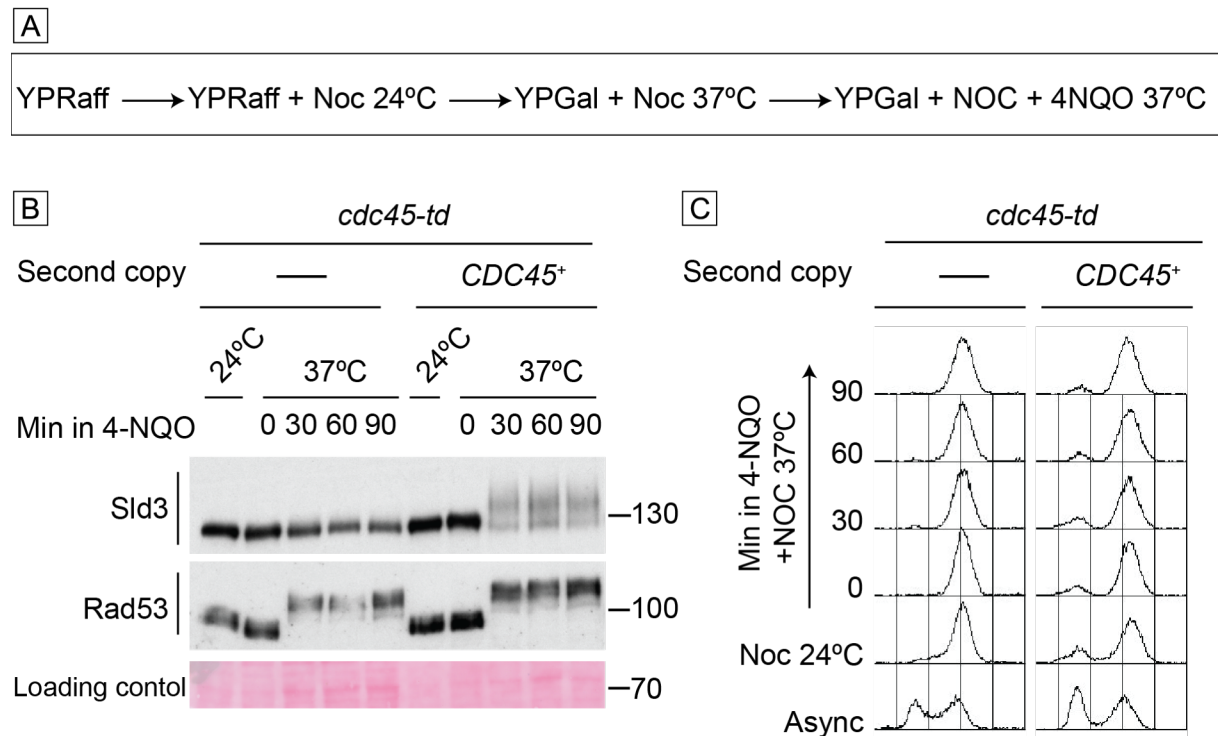 A
YPRaff → YPRaff + Noc 24ºC → YPGal + Noc 37ºC → YPGal + NOC + 4NQO 37ºC
B
cdc45-td
Second copy — CDC45⁺
24ºC 37ºC 24ºC 37ºC
Min in 4-NQO 0 30 60 90 0 30 60 90
Sld3
130
Rad53
100
Loading contol
70
C
cdc45-td
Second copy — CDC45⁺
Min in 4-NQO
+NOC 37ºC
90
60
30
0
Noc 24ºC
Async